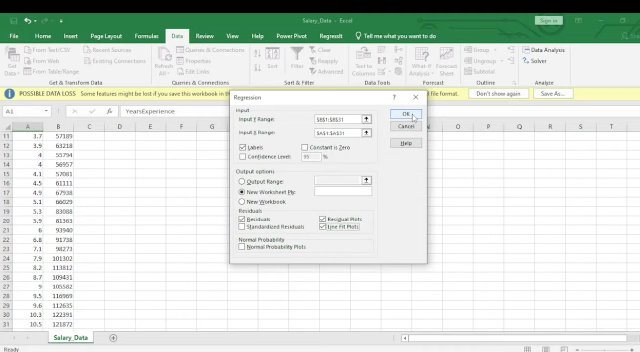 Salary_Data - Excel
Sign in
File Home Insert Draw Page Layout Formulas Data Review View Help Power Pivot RegressIt Tell me what you want to do
Get Data
From Text/CSV
From Web
From Table/Range
Recent Sources
Existing Connections
Refresh All
Queries & Connections
Properties
Edit Links
Sort
Filter
Clear
Reapply
Advanced
Text to Columns
What-If Analysis
Forecast Sheet
Group
Ungroup
Subtotal
Data Analysis
Solver
Get & Transform Data
Queries & Connections
Sort & Filter
Data Tools
Forecast
Outline
Analyze
POSSIBLE DATA LOSS Some features might be lost if you save this workbook in the
file format.
Don't show again
Save As...
A1
YearsExperience
A B
11 3.7 57189
12 3.9 63218
13 4 55794
14 4 56957
15 4.1 57081
16 4.5 61111
17 4.9 67938
18 5.1 66029
19 5.3 83088
20 5.9 81363
21 6 93940
22 6.8 91738
23 7.1 98273
24 7.9 101302
25 8.2 113812
26 8.7 109431
27 9 105582
28 9.5 116969
29 9.6 112635
30 10.3 122391
31 10.5 121872
Regression
? ×
Input
Input Y Range: $B$1:$B$31
Input X Range: $A$1:$A$31
Labels
Constant is Zero
Confidence Level: 95 %
OK
Cancel
Help
Output options
Output Range:
New Worksheet Ply:
New Workbook
Residuals
Residuals
Residual Plots
Standardized Residuals
Line Fit Plots
Normal Probability
Normal Probability Plots
Salary_Data
Ready